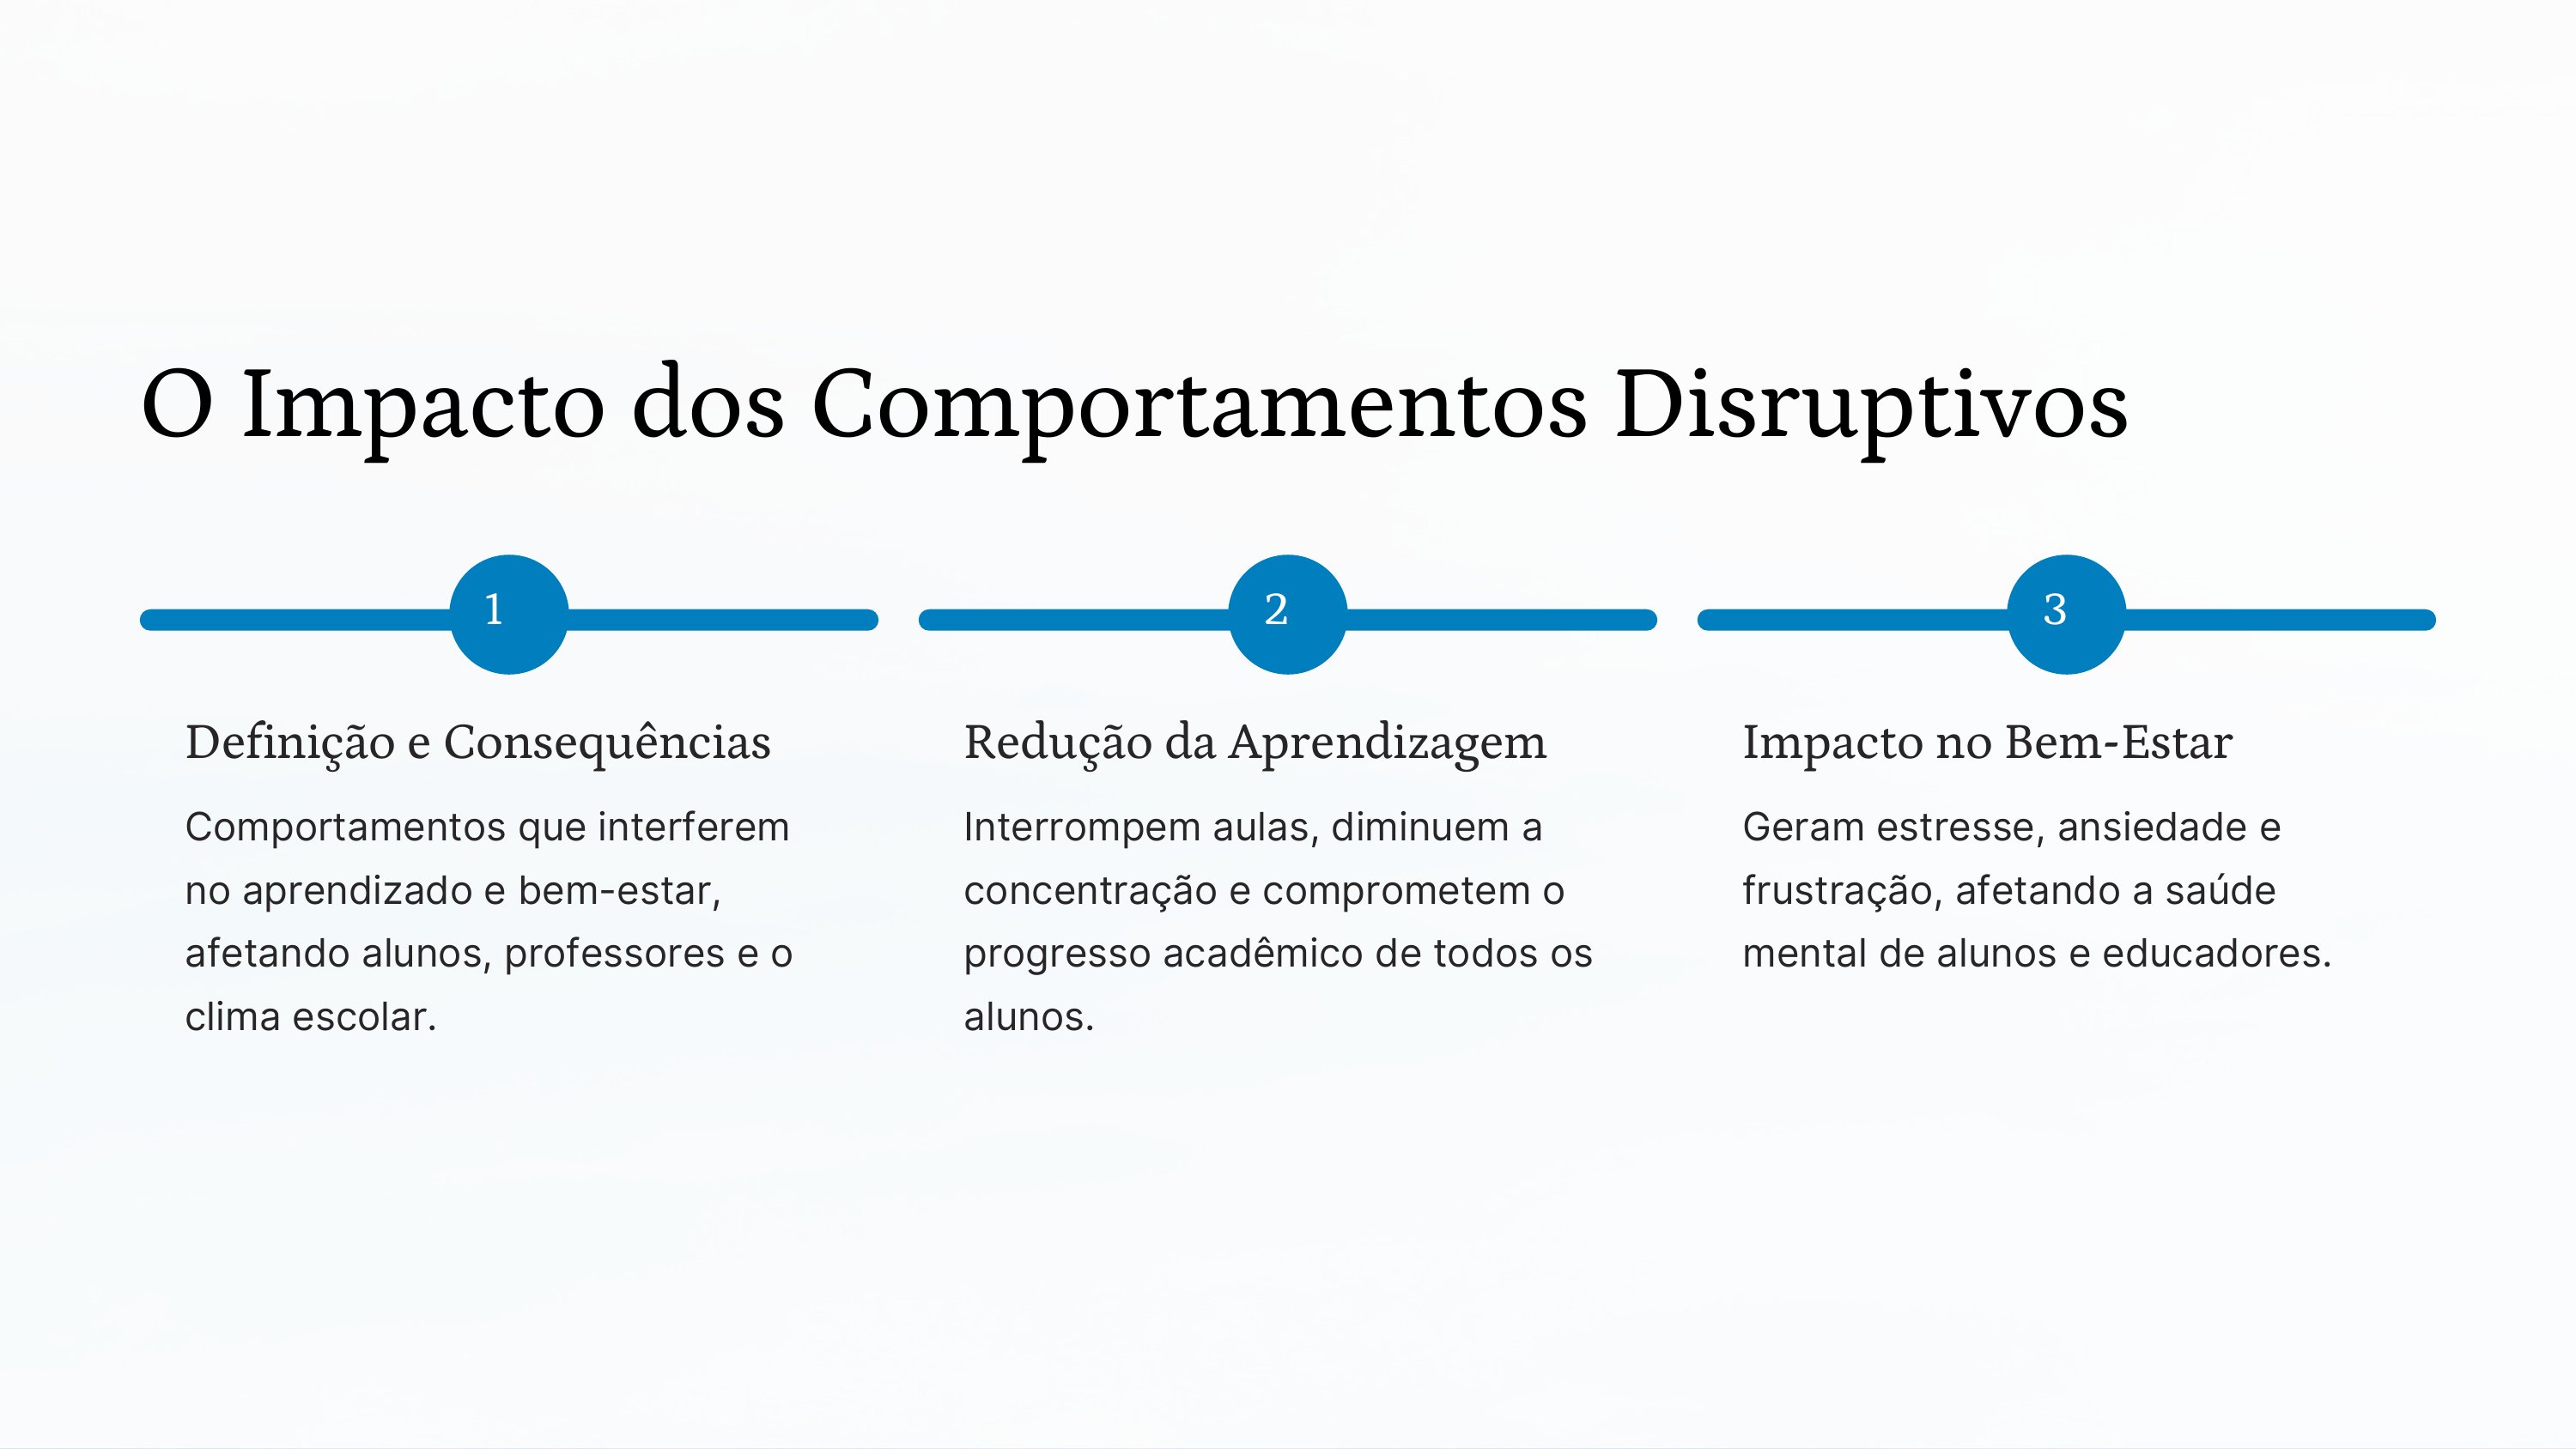 O Impacto dos Comportamentos Disruptivos
1
Definição e Consequências
Comportamentos que interferem
no aprendizado e bem-estar,
afetando alunos, professores e o
clima escolar.
2
Redução da Aprendizagem
Interrompem aulas, diminuem a
concentração e comprometem o
progresso acadêmico de todos os
alunos.
3
Impacto no Bem-Estar
Geram estresse, ansiedade e
frustração, afetando a saúde
mental de alunos e educadores.